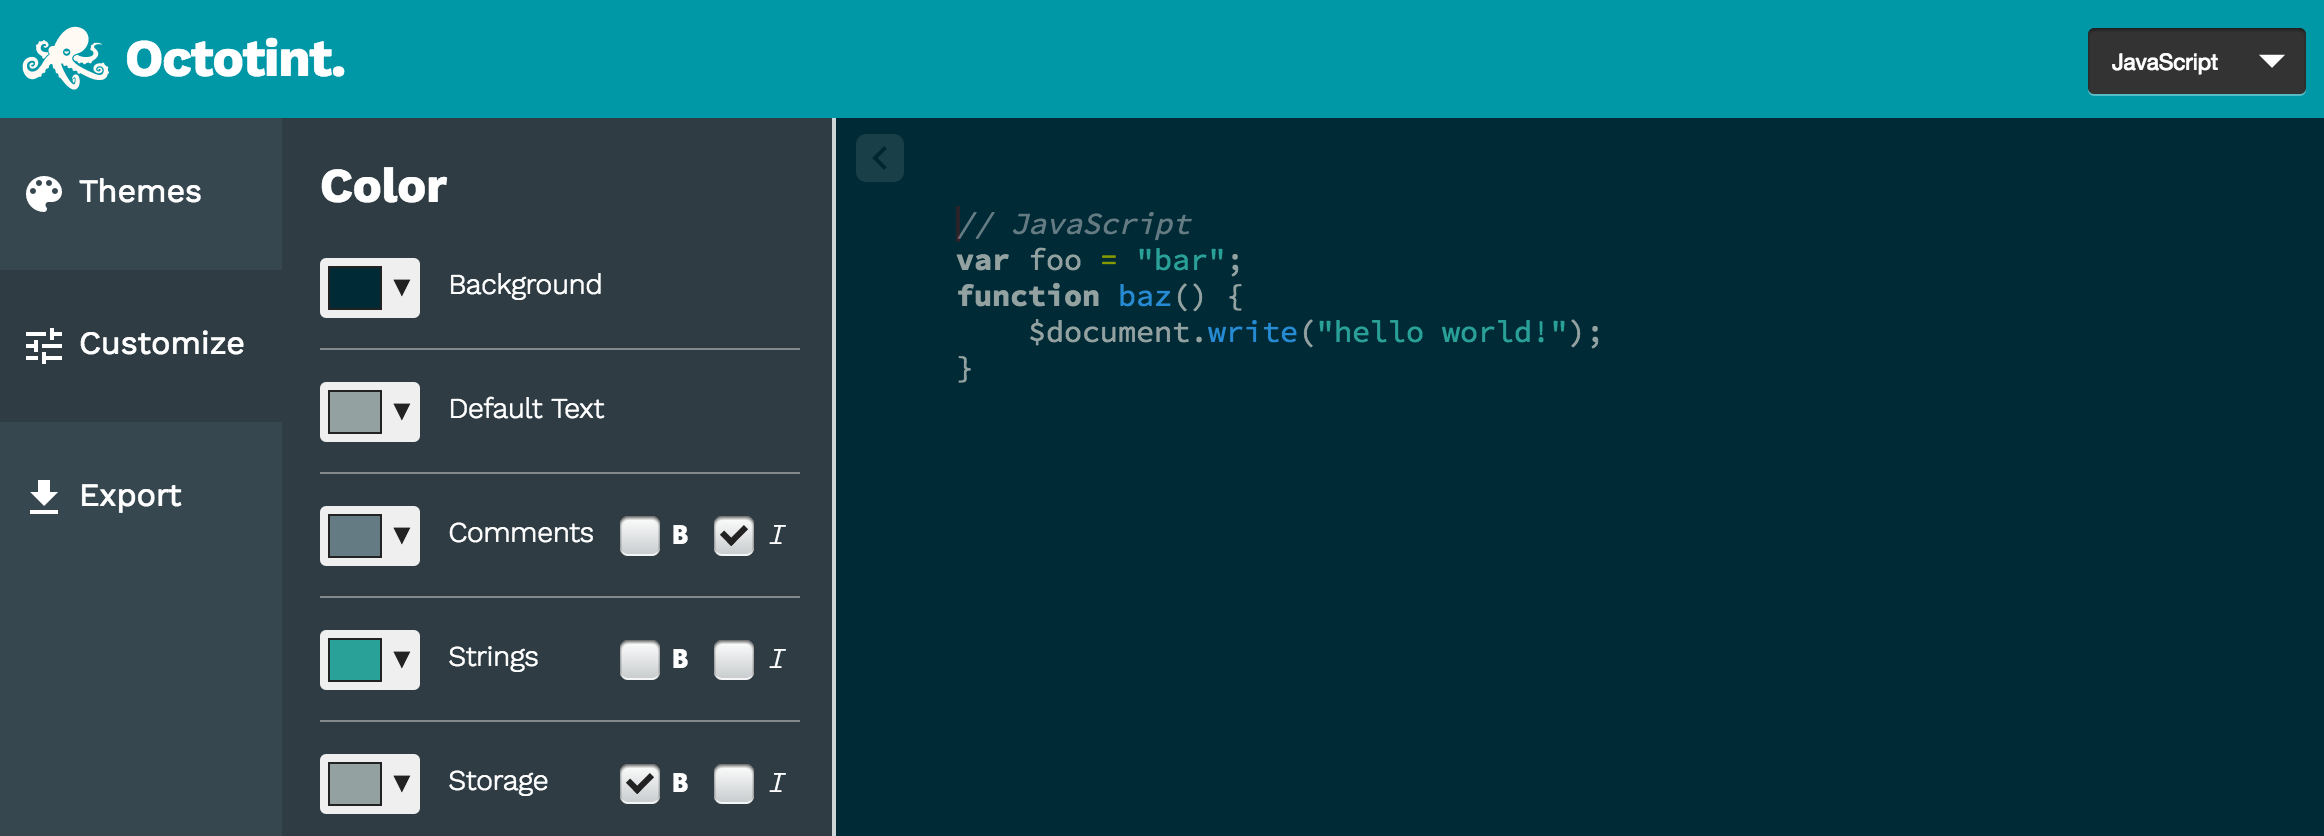 Octotint.
JavaScript
Themes
Customize
Export
Color
Background
Default Text
Comments B I
Strings B I
Storage B I
// JavaScript
var foo = "bar";
function baz() {
    $document.write("hello world!");
}